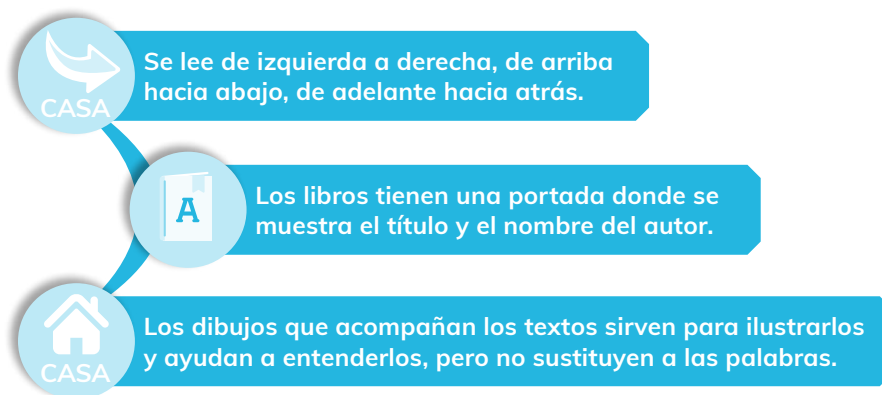 CASA
Se lee de izquierda a derecha, de arriba
hacia abajo, de adelante hacia atrás.
A
Los libros tienen una portada donde se
muestra el título y el nombre del autor.
CASA
Los dibujos que acompañan los textos sirven para ilustrarlos
y ayudan a entenderlos, pero no sustituyen a las palabras.